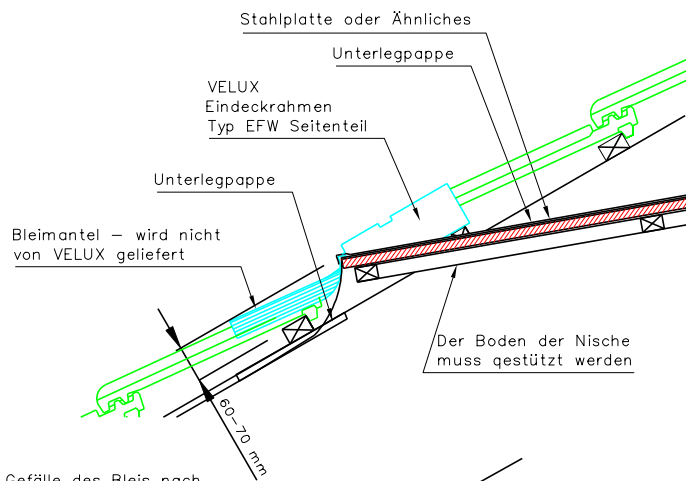 Stahlplatte oder Ähnliches
Unterlegpappe
VELUX
Eindeckrahmen
Typ EFW Seitenteil
Unterlegpappe
Bleimantel – wird nicht
von VELUX geliefert
Der Boden der Nische
muss gestützt werden
60–70 mm
Gefälle des Bleis nach